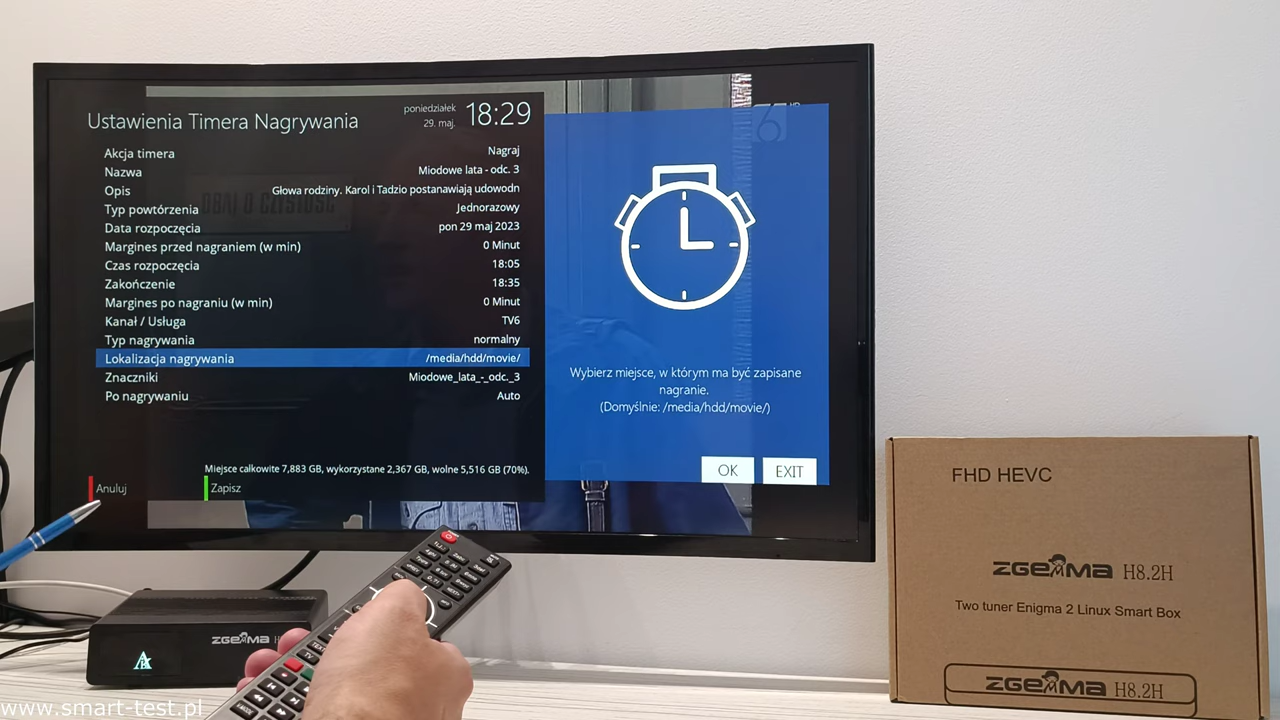 Ustawienia Timera Nagrywania
poniedziałek
29. maj.
18:29
Akcja timera Nagraj
Nazwa Miodowe lata - odc. 3
Opis Głowa rodziny. Karol i Tadzio postanawiają udowodn
Typ powtórzenia Jednorazowy
Data rozpoczęcia pon 29 maj 2023
Margines przed nagraniem (w min) 0 Minut
Czas rozpoczęcia 18:05
Zakończenie 18:35
Margines po nagraniu (w min) 0 Minut
Kanał / Usługa TV6
Typ nagrywania normalny
Lokalizacja nagrywania /media/hdd/movie/
Znaczniki Miodowe_lata_-_odc._3
Po nagrywaniu Auto
Miejsce całkowite 7,883 GB, wykorzystane 2,367 GB, wolne 5,516 GB (70%).
Anuluj
Zapisz
6 HD
Wybierz miejsce, w którym ma być zapisane
nagranie.
(Domyślnie: /media/hdd/movie/)
OK
EXIT
FHD HEVC
ZGEMMA H8.2H
Two tuner Enigma 2 Linux Smart Box
ZGEMMA H8.2H
ZGEMMA
www.smart-test.pl